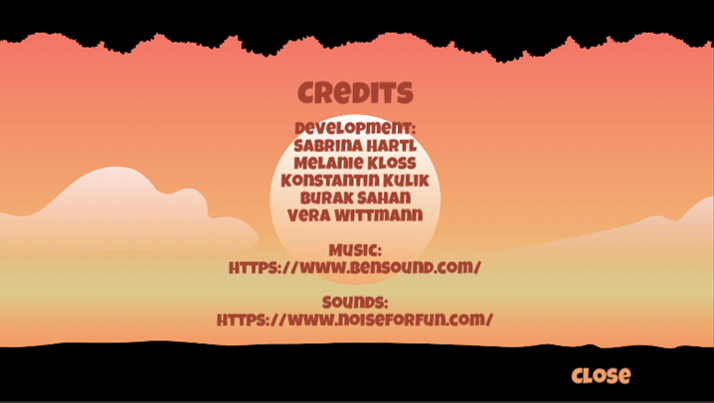 Credits
Development:
Sabrina Hartl
Melanie Kloss
Konstantin Kulik
Burak Sahan
Vera Wittmann
Music:
https://www.bensound.com/
Sounds:
https://www.noiseforfun.com/
Close